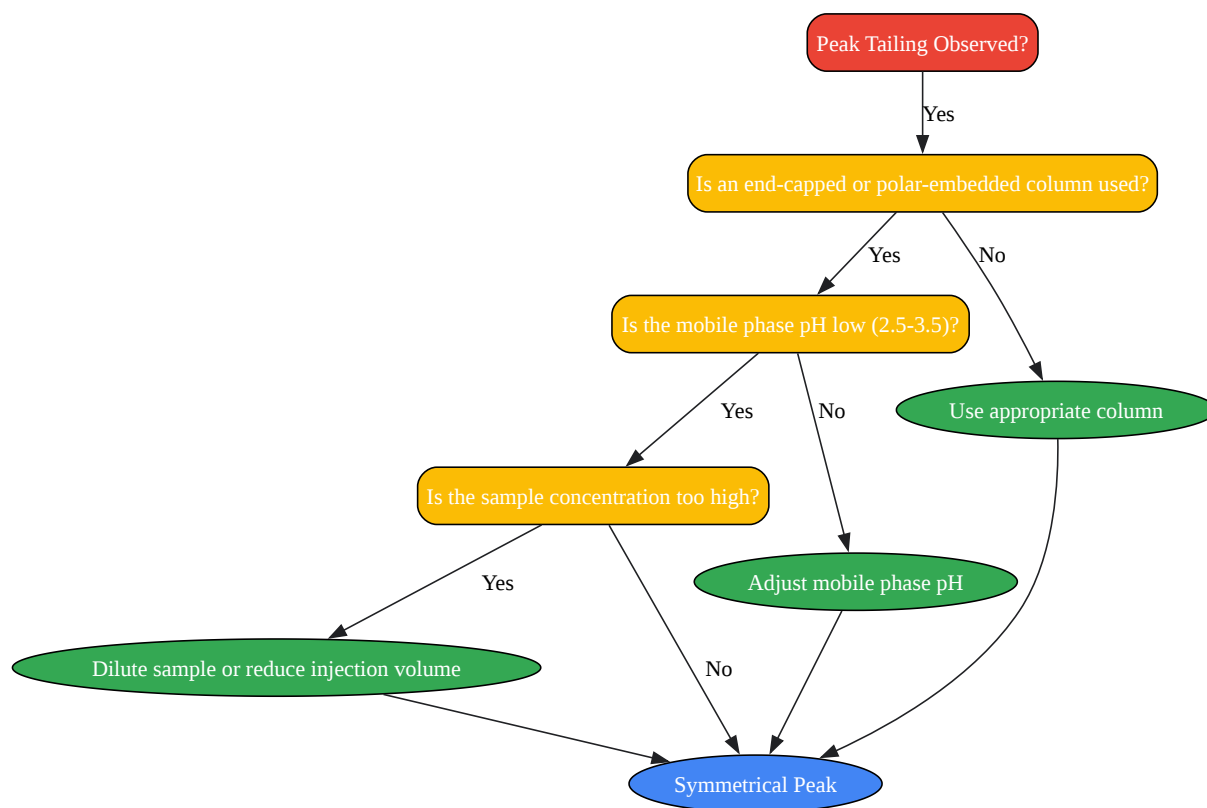 Peak Tailing Observed?
Yes
Is an end-capped or polar-embedded column used?
Yes
No
Is the mobile phase pH low (2.5-3.5)?
Yes
No
Use appropriate column
Is the sample concentration too high?
Yes
Adjust mobile phase pH
Dilute sample or reduce injection volume
No
Symmetrical Peak